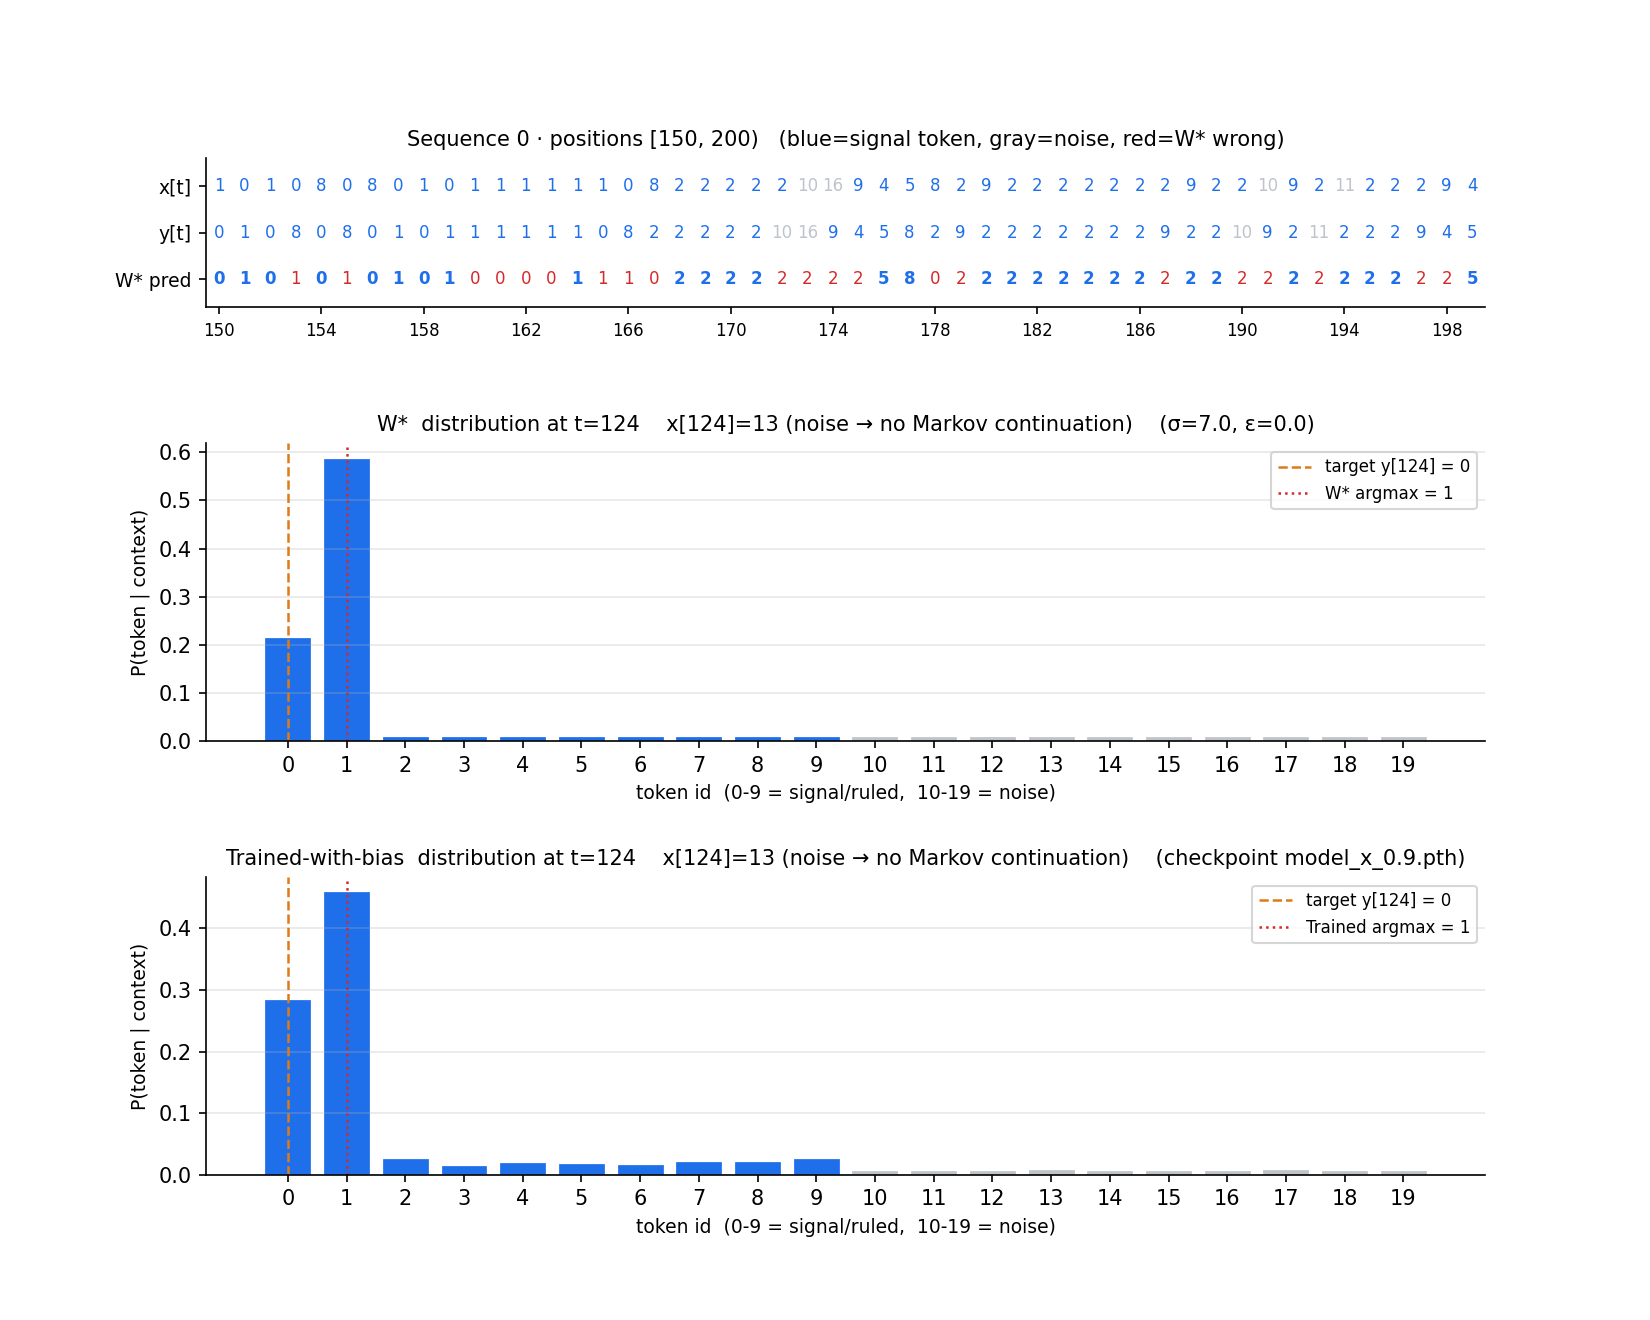 Sequence 0 · positions [150, 200)   (blue=signal token, gray=noise, red=W* wrong)
x[t] 1 0 1 0 8 0 8 0 1 0 1 1 1 1 1 1 0 8 2 2 2 2 2 10 16 9 4 5 8 2 9 2 2 2 2 2 2 2 9 2 2 10 9 2 11 2 2 2 9 4
y[t] 0 1 0 8 0 8 0 1 0 1 1 1 1 1 1 0 8 2 2 2 2 2 10 16 9 4 5 8 2 9 2 2 2 2 2 2 2 9 2 2 10 9 2 11 2 2 2 9 4 5
W* pred 0 1 0 1 0 1 0 1 0 1 0 0 0 0 1 1 1 0 2 2 2 2 2 2 2 2 5 8 0 2 2 2 2 2 2 2 2 2 2 2 2 2 2 2 2 2 2 2 2 5
150 154 158 162 166 170 174 178 182 186 190 194 198
W*  distribution at t=124    x[124]=13 (noise → no Markov continuation)    (σ=7.0, ε=0.0)
target y[124] = 0
W* argmax = 1
P(token | context)
0.6
0.5
0.4
0.3
0.2
0.1
0.0
0 1 2 3 4 5 6 7 8 9 10 11 12 13 14 15 16 17 18 19
token id  (0-9 = signal/ruled,  10-19 = noise)
Trained-with-bias  distribution at t=124    x[124]=13 (noise → no Markov continuation)    (checkpoint model_x_0.9.pth)
target y[124] = 0
Trained argmax = 1
P(token | context)
0.4
0.3
0.2
0.1
0.0
0 1 2 3 4 5 6 7 8 9 10 11 12 13 14 15 16 17 18 19
token id  (0-9 = signal/ruled,  10-19 = noise)